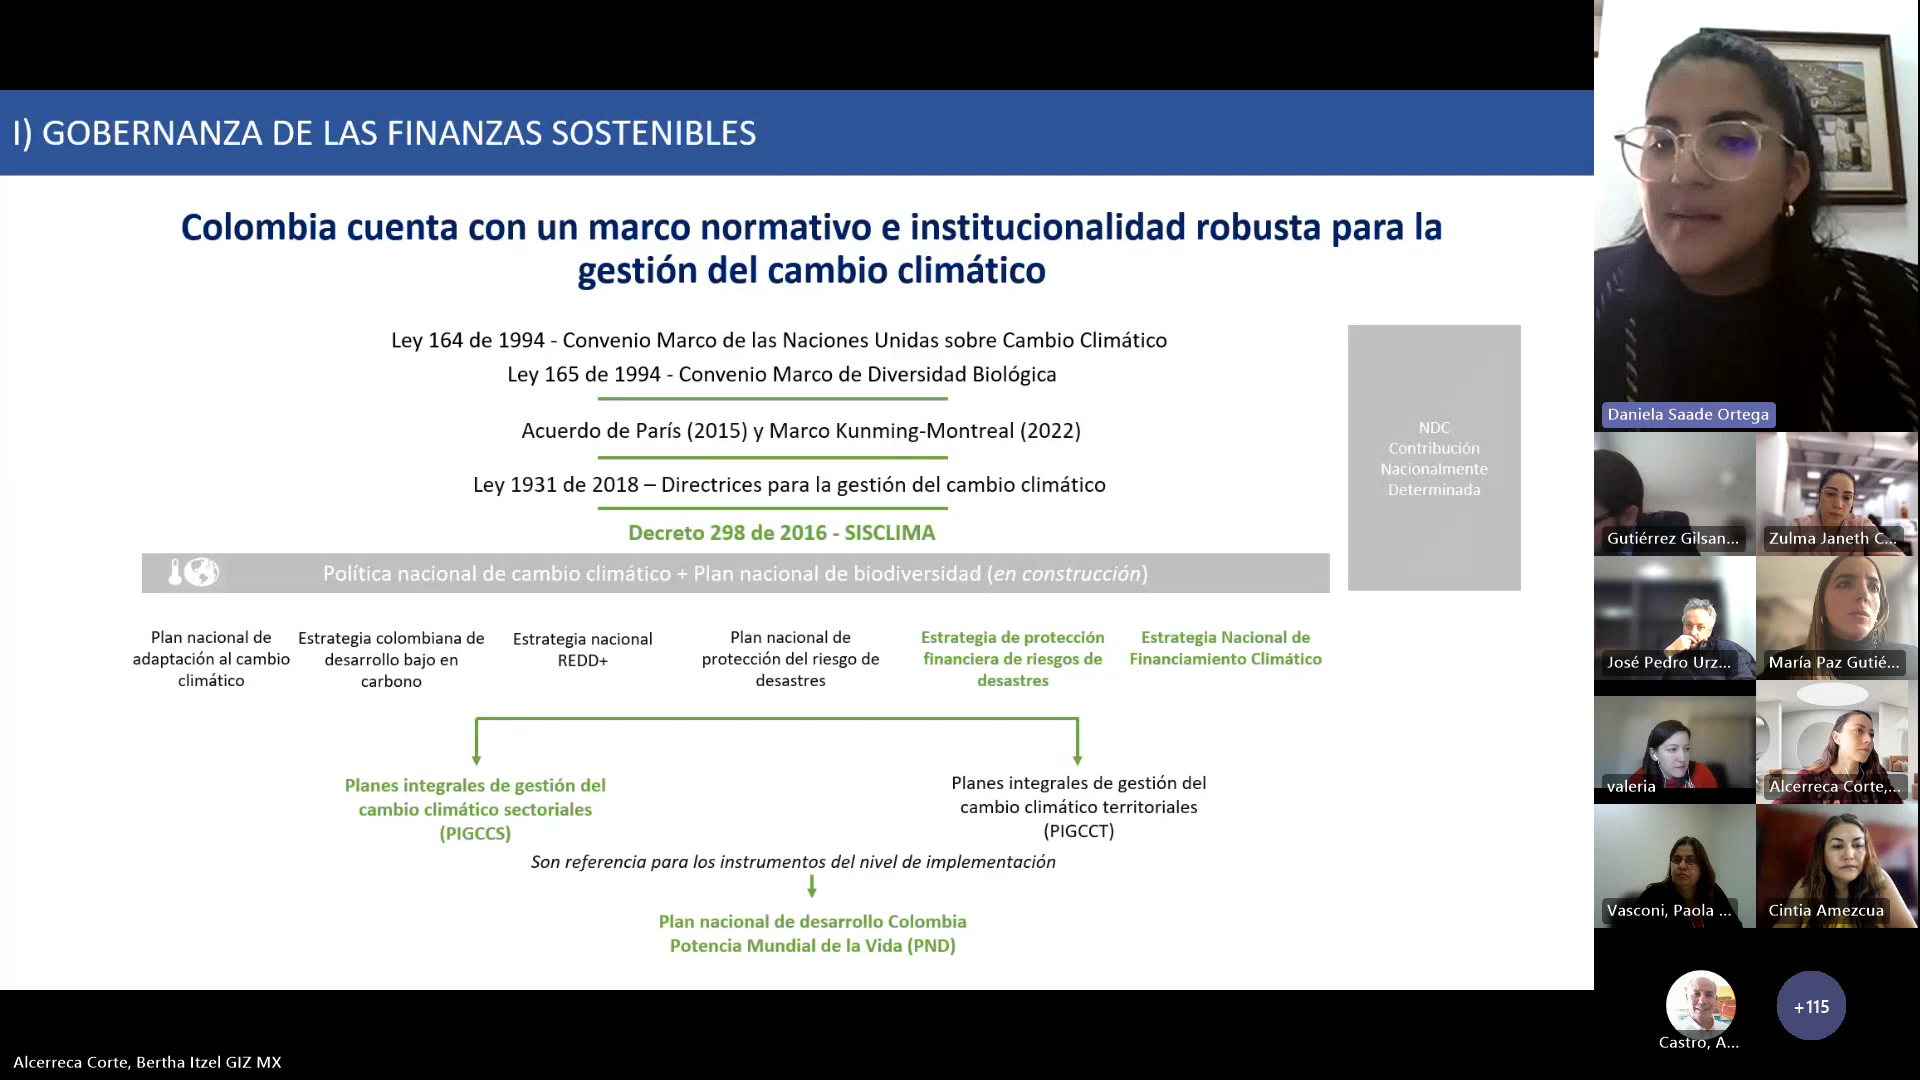 I) GOBERNANZA DE LAS FINANZAS SOSTENIBLES
Colombia cuenta con un marco normativo e institucionalidad robusta para la
gestión del cambio climático
Ley 164 de 1994 - Convenio Marco de las Naciones Unidas sobre Cambio Climático
Ley 165 de 1994 - Convenio Marco de Diversidad Biológica
Acuerdo de París (2015) y Marco Kunming-Montreal (2022)
Ley 1931 de 2018 – Directrices para la gestión del cambio climático
Decreto 298 de 2016 - SISCLIMA
Política nacional de cambio climático + Plan nacional de biodiversidad (en construcción)
NDC
Contribución
Nacionalmente
Determinada
Plan nacional de
adaptación al cambio
climático
Estrategia colombiana de
desarrollo bajo en
carbono
Estrategia nacional
REDD+
Plan nacional de
protección del riesgo de
desastres
Estrategia de protección
financiera de riesgos de
desastres
Estrategia Nacional de
Financiamiento Climático
Planes integrales de gestión del
cambio climático sectoriales
(PIGCCS)
Planes integrales de gestión del
cambio climático territoriales
(PIGCCT)
Son referencia para los instrumentos del nivel de implementación
Plan nacional de desarrollo Colombia
Potencia Mundial de la Vida (PND)
Daniela Saade Ortega
Gutiérrez Gilsan...
Zulma Janeth C...
José Pedro Urz...
María Paz Gutié...
valeria
Alcerreca Corte,...
Vasconi, Paola ...
Cintia Amezcua
Castro, A...
+115
Alcerreca Corte, Bertha Itzel GIZ MX